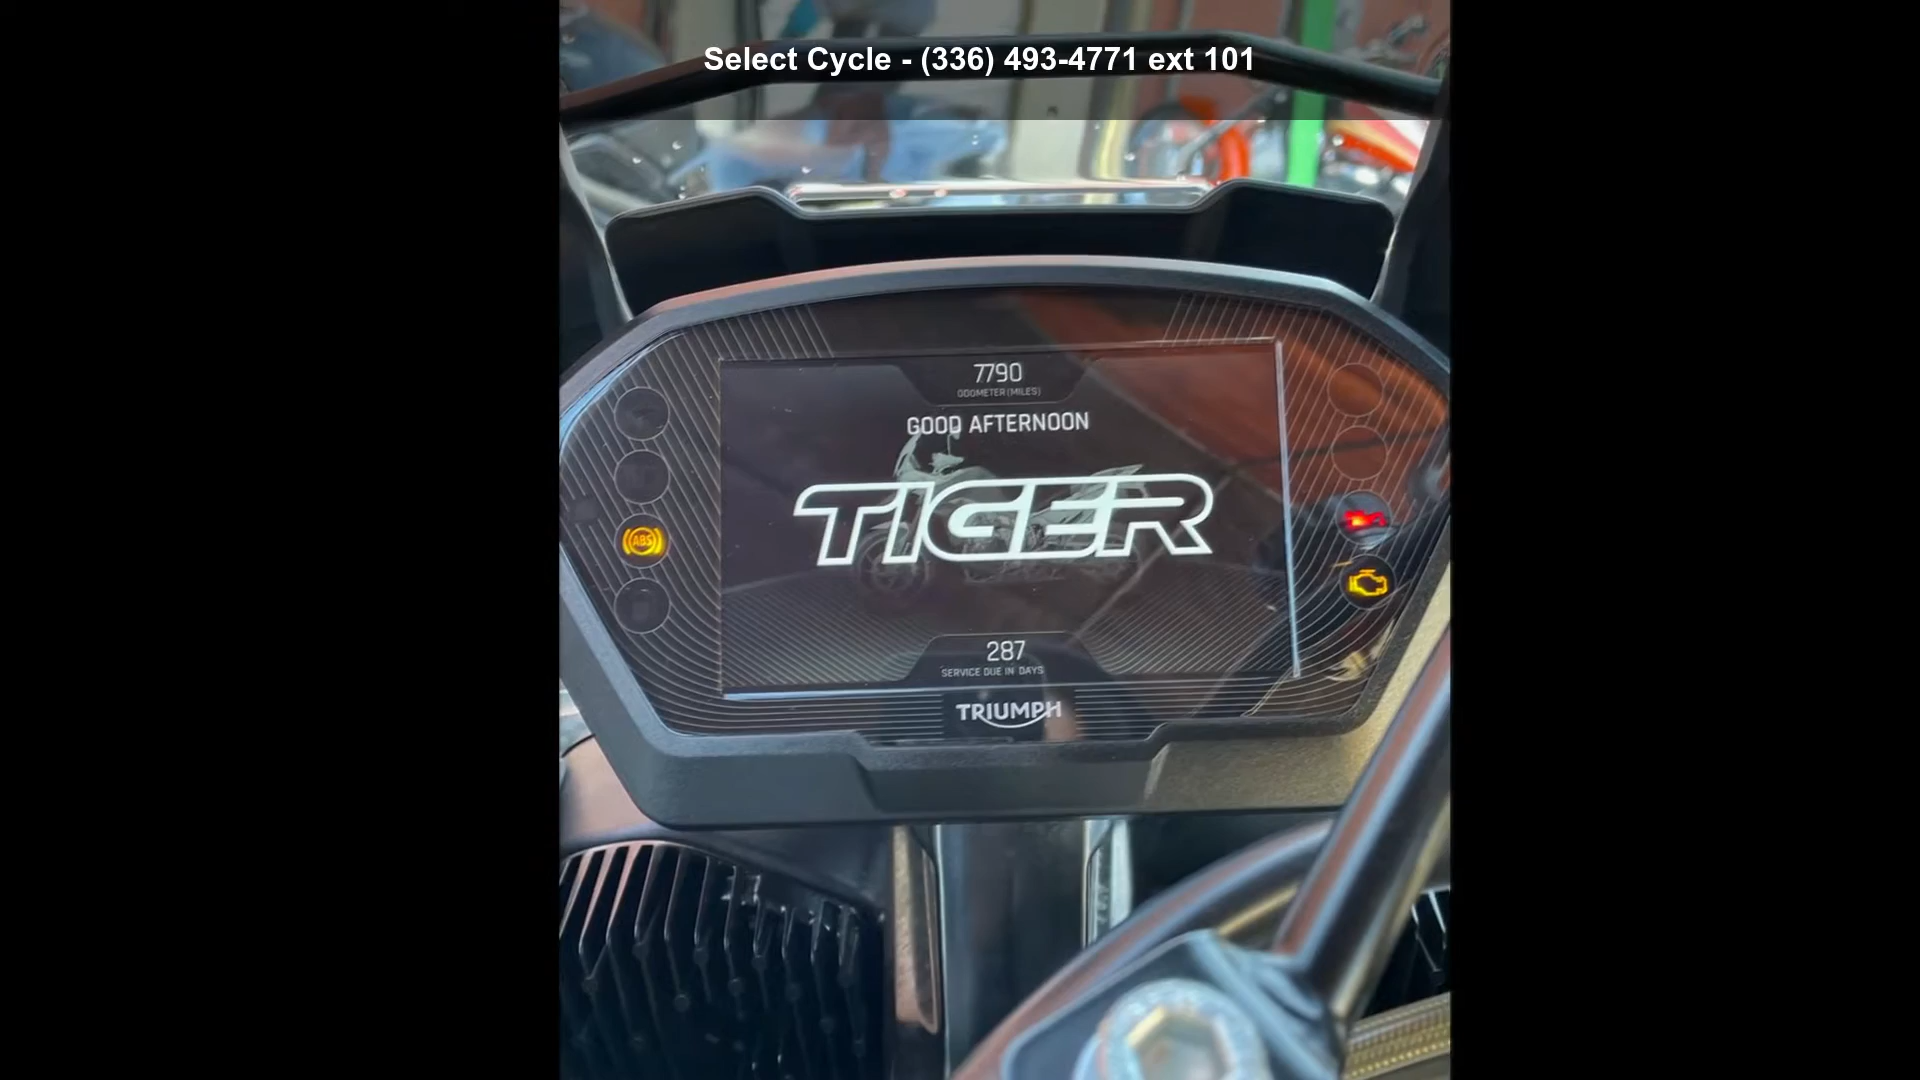 Select Cycle - (336) 493-4771 ext 101
7790
ODOMETER (MILES)
GOOD AFTERNOON
TIGER
ABS
287
SERVICE DUE IN DAYS
TRIUMPH